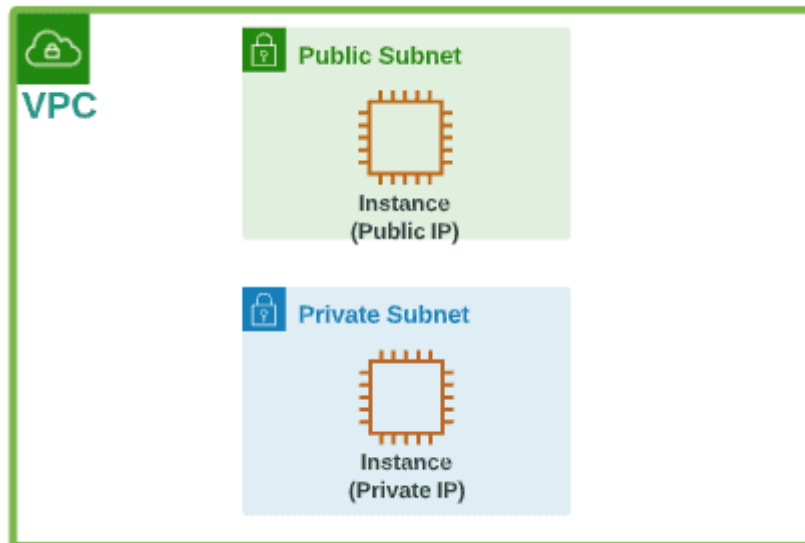 VPC
Public Subnet
Instance
(Public IP)
Private Subnet
Instance
(Private IP)